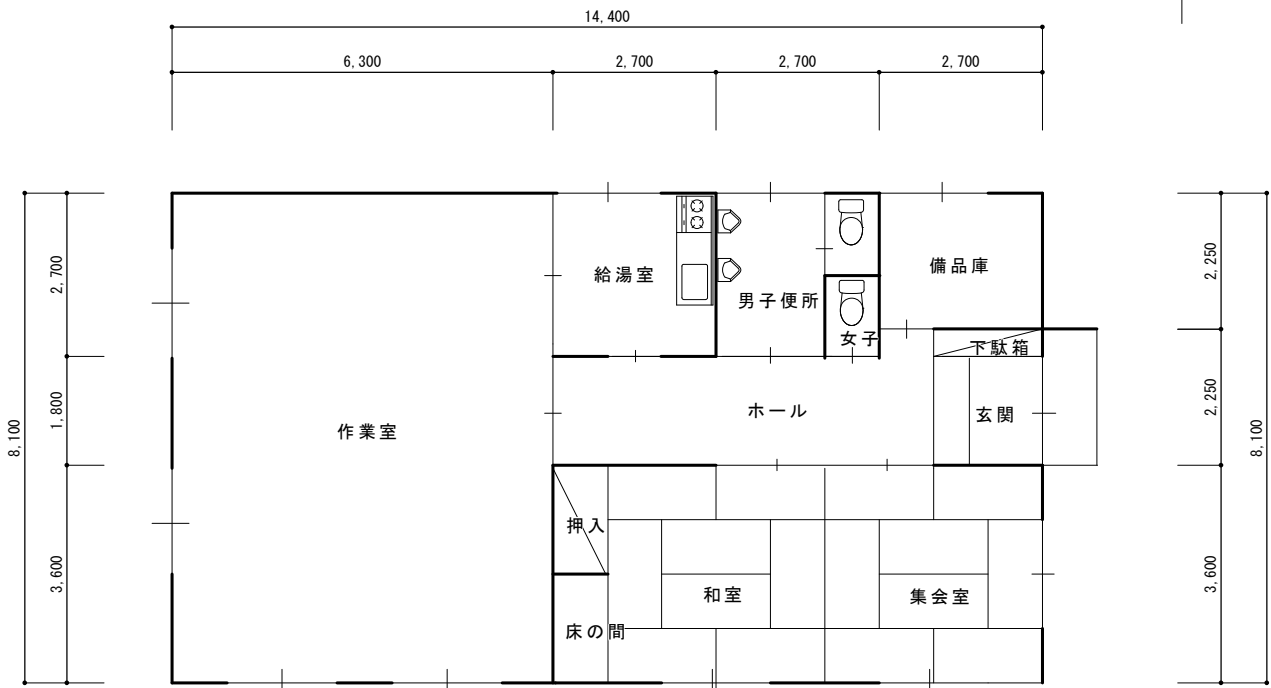 14,400
6,300
2,700
2,700
2,700
8,100
2,700
1,800
3,600
給湯室
男子便所
女子
備品庫
下駄箱
玄関
ホール
作業室
押入
床の間
和室
集会室
2,250
2,250
3,600
8,100